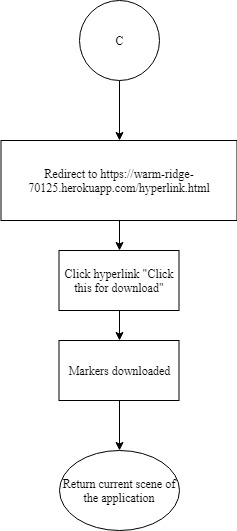 C
Redirect to https://warm-ridge-
70125.herokuapp.com/hyperlink.html
Click hyperlink "Click
this for download"
Markers downloaded
Return current scene of
the application